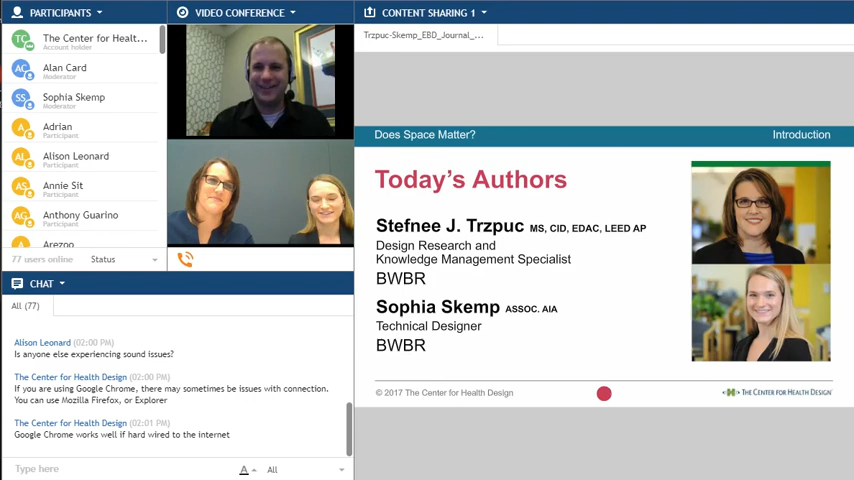 PARTICIPANTS
TC
The Center for Healt...
Account holder
AC
Alan Card
Moderator
SS
Sophia Skemp
Moderator
A
Adrian
Participant
AL
Alison Leonard
Participant
AS
Annie Sit
Participant
AG
Anthony Guarino
Participant
Arezoo
77 users online
Status
VIDEO CONFERENCE
CHAT
All (77)
Alison Leonard (02:00 PM)
Is anyone else experiencing sound issues?
The Center for Health Design (02:00 PM)
If you are using Google Chrome, there may sometimes be issues with connection.
You can use Mozilla Firefox, or Explorer
The Center for Health Design (02:01 PM)
Google Chrome works well if hard wired to the internet
Type here
A
All
CONTENT SHARING 1
Trzpuc-Skemp_EBD_Journal_...
Does Space Matter?
Introduction
Today's Authors
Stefnee J. Trzpuc MS, CID, EDAC, LEED AP
Design Research and
Knowledge Management Specialist
BWBR
Sophia Skemp ASSOC. AIA
Technical Designer
BWBR
© 2017 The Center for Health Design
THE CENTER FOR HEALTH DESIGN